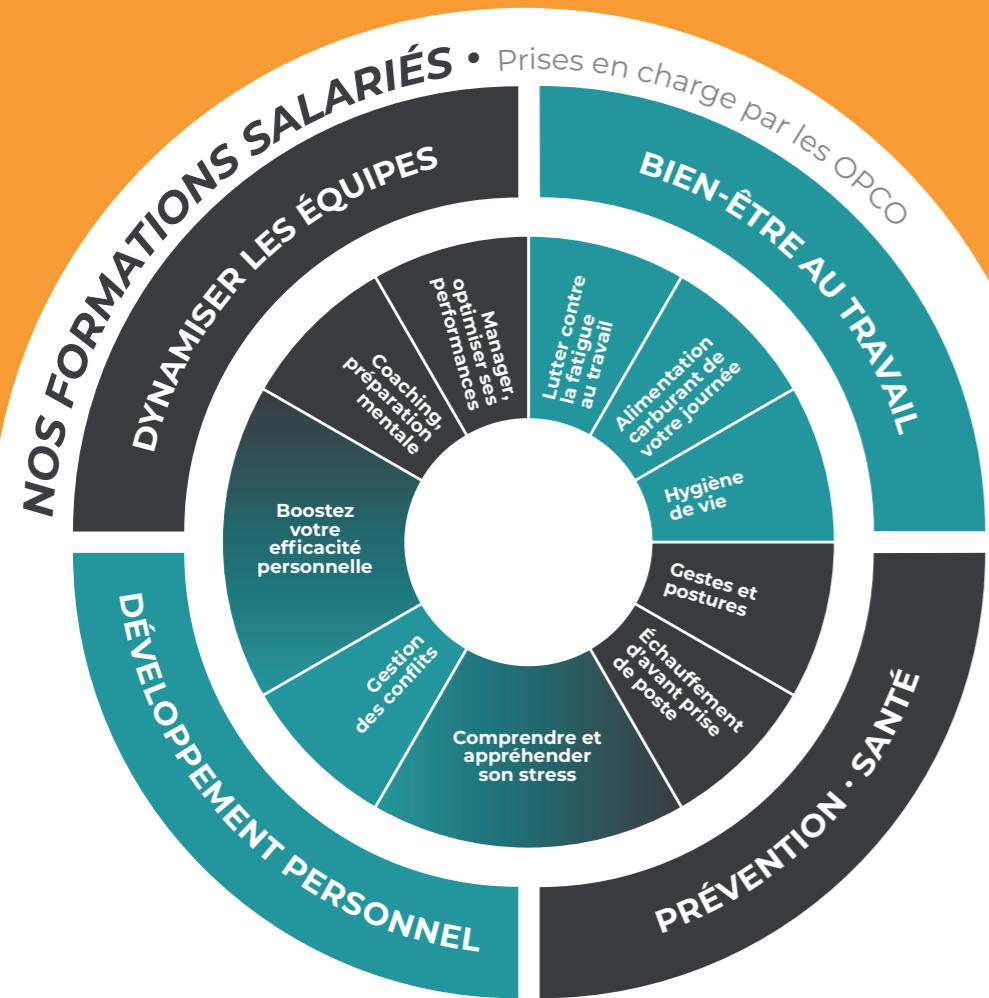 NOS FORMATIONS SALARIÉS • Prises en charge par les OPCO
DYNAMISER LES ÉQUIPES
BIEN-ÊTRE AU TRAVAIL
PRÉVENTION • SANTÉ
DÉVELOPPEMENT PERSONNEL
Manager,
optimiser ses
performances
Lutter contre
la fatigue
au travail
Alimentation
carburant de
votre journée
Hygiène
de vie
Gestes et
postures
Échauffement
d'avant prise
de poste
Comprendre et
appréhender
son stress
Gestion
des conflits
Boostez
votre
efficacité
personnelle
Coaching,
préparation
mentale